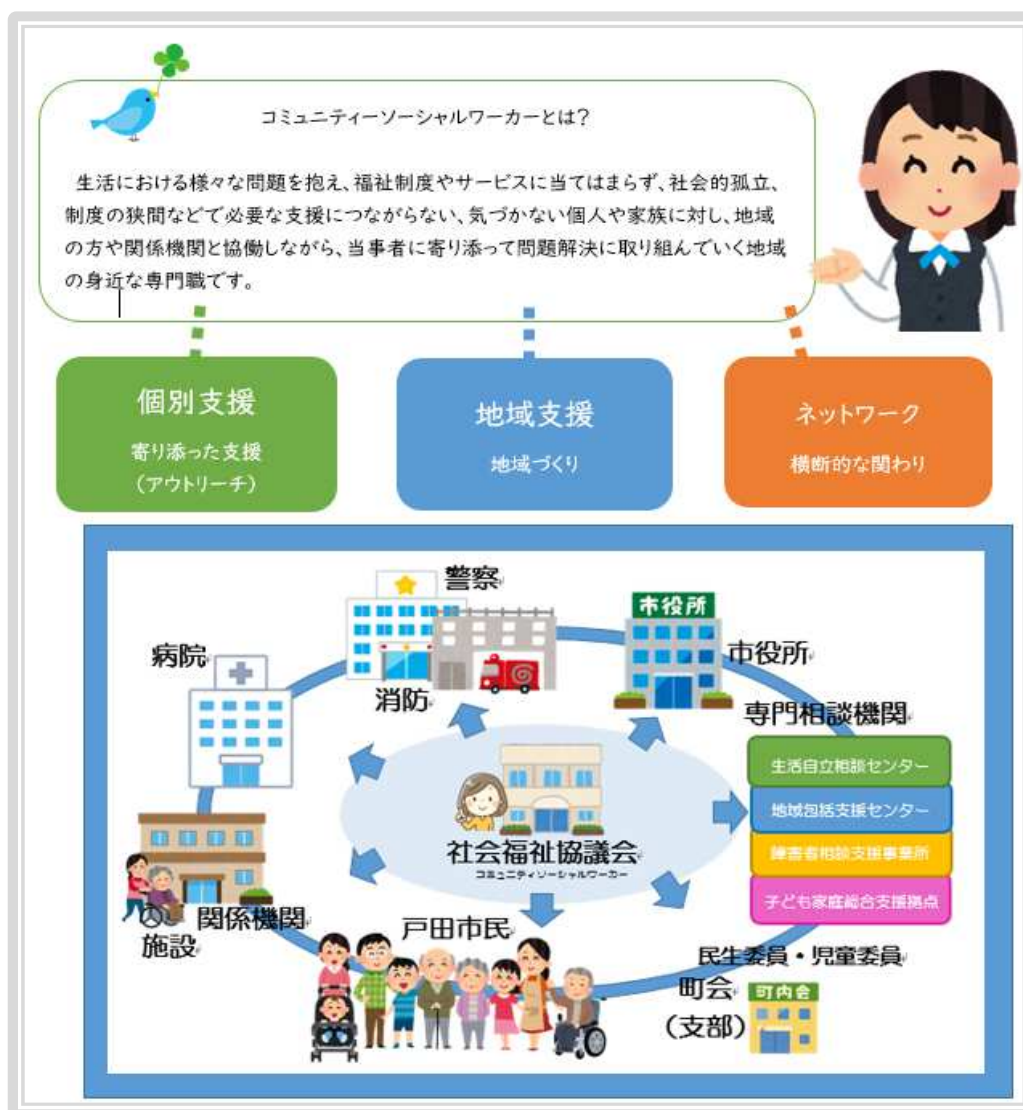 コミュニティーソーシャルワーカーとは?
生活における様々な問題を抱え、福祉制度やサービスに当てはまらず、社会的孤立、
制度の狭間などで必要な支援につながらない、気づかない個人や家族に対し、地域
の方や関係機関と協働しながら、当事者に寄り添って問題解決に取り組んでいく地域
の身近な専門職です。
個別支援
寄り添った支援
(アウトリーチ)
地域支援
地域づくり
ネットワーク
横断的な関わり
警察
消防
病院
市役所
市役所
専門相談機関
生活自立相談センター
地域包括支援センター
障害者相談支援事業所
子ども家庭総合支援拠点
社会福祉協議会
コミュニティソーシャルワーカー
関係機関
施設
戸田市民
民生委員・児童委員
町会
(支部)
町内会